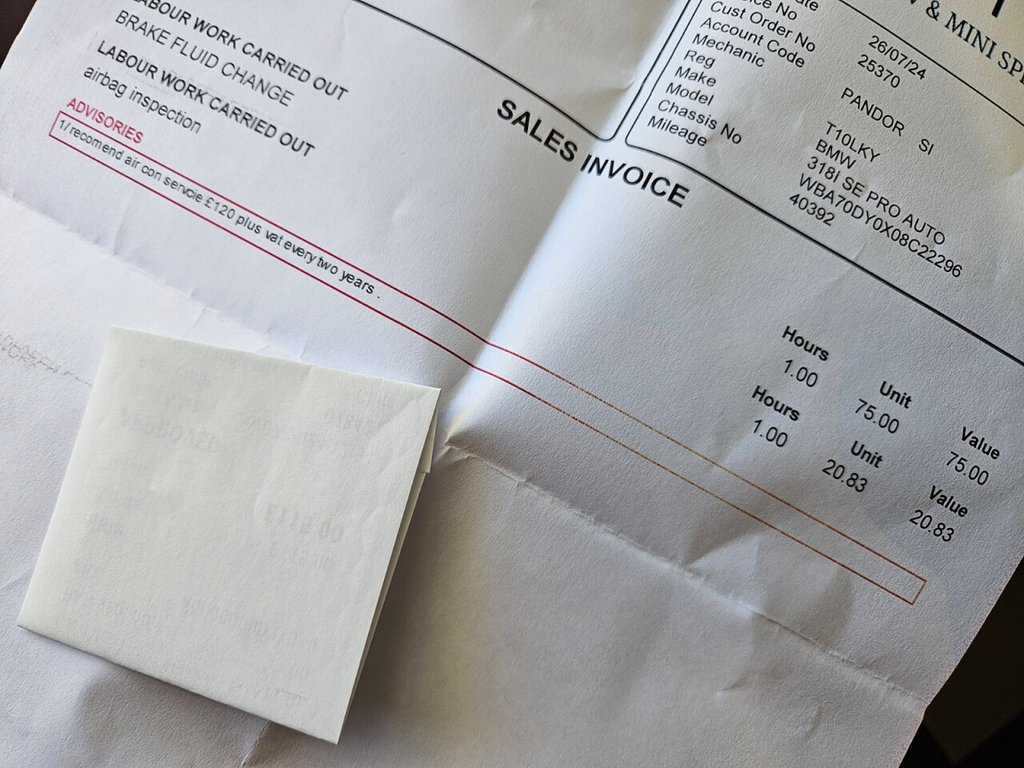 & MINI SP
Cust Order No
26/07/24
Account Code
25370
Mechanic
PANDOR SI
Reg
T10LKY
Make
BMW
Model
318I SE PRO AUTO
Chassis No
WBA70DY0X08C22296
Mileage
40392
SALES INVOICE
LABOUR WORK CARRIED OUT
BRAKE FLUID CHANGE
Hours Unit Value
1.00 75.00 75.00
LABOUR WORK CARRIED OUT
airbag inspection
Hours Unit Value
1.00 20.83 20.83
ADVISORIES
1/ recomend air con servcie £120 plus vat every two years .